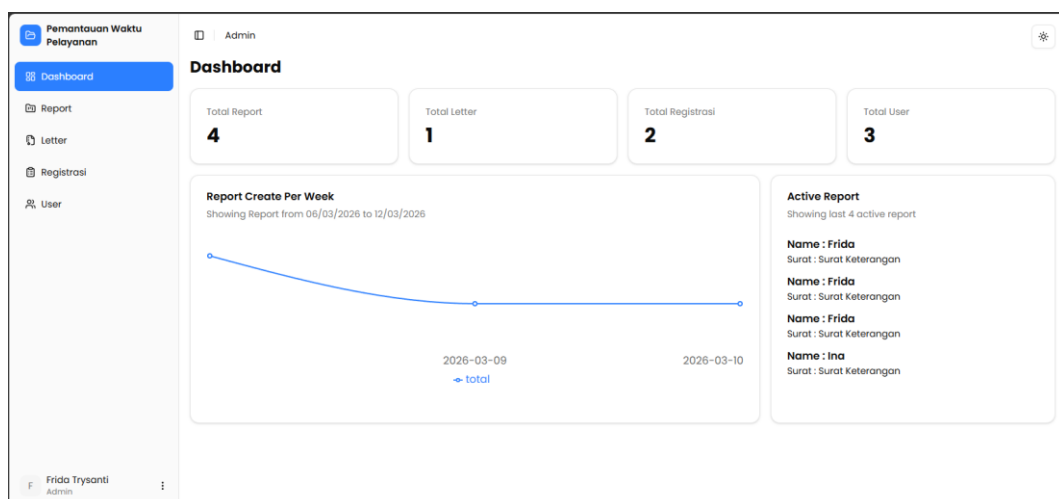 Pemantauan Waktu
Pelayanan
Dashboard
Report
Letter
Registrasi
User
F
Frida Trysanti
Admin
Admin
Dashboard
Total Report
4
Total Letter
1
Total Registrasi
2
Total User
3
Report Create Per Week
Showing Report from 06/03/2026 to 12/03/2026
2026-03-09
2026-03-10
total
Active Report
Showing last 4 active report
Name : Frida
Surat : Surat Keterangan
Name : Frida
Surat : Surat Keterangan
Name : Frida
Surat : Surat Keterangan
Name : Ina
Surat : Surat Keterangan